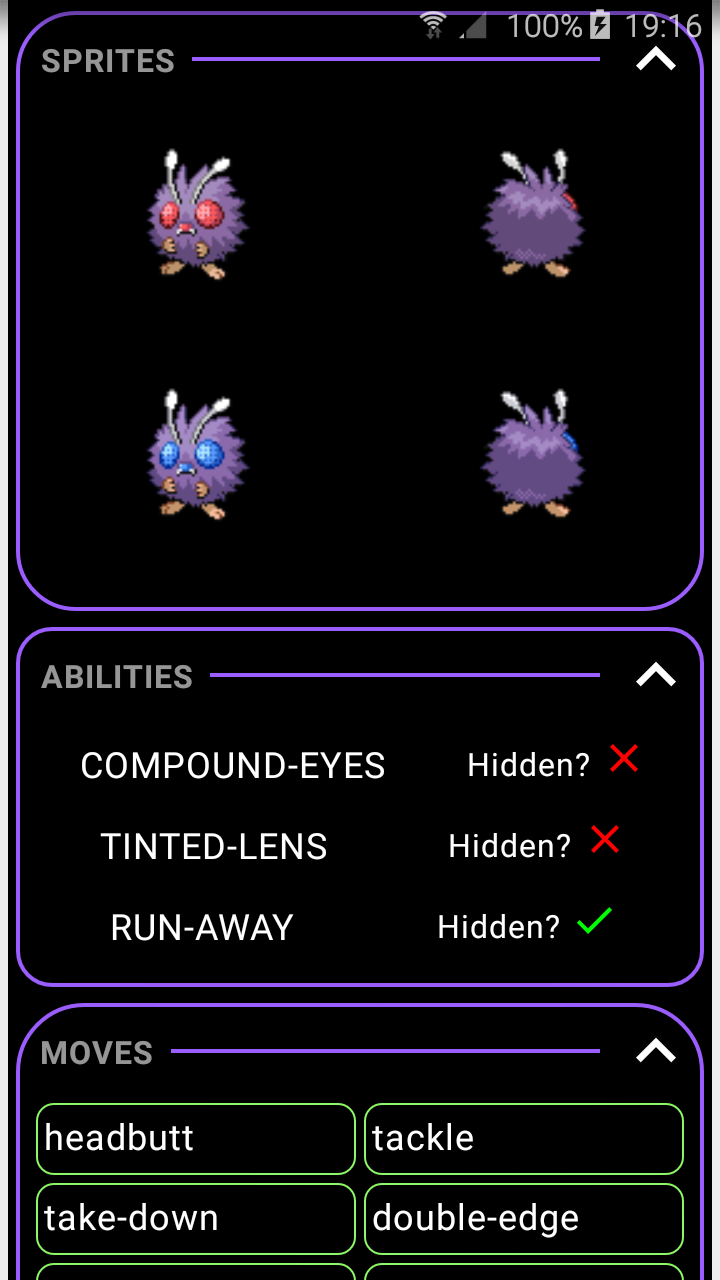 100% 19:16
SPRITES
ABILITIES
COMPOUND-EYES Hidden?
TINTED-LENS Hidden?
RUN-AWAY Hidden?
MOVES
headbutt tackle
take-down double-edge